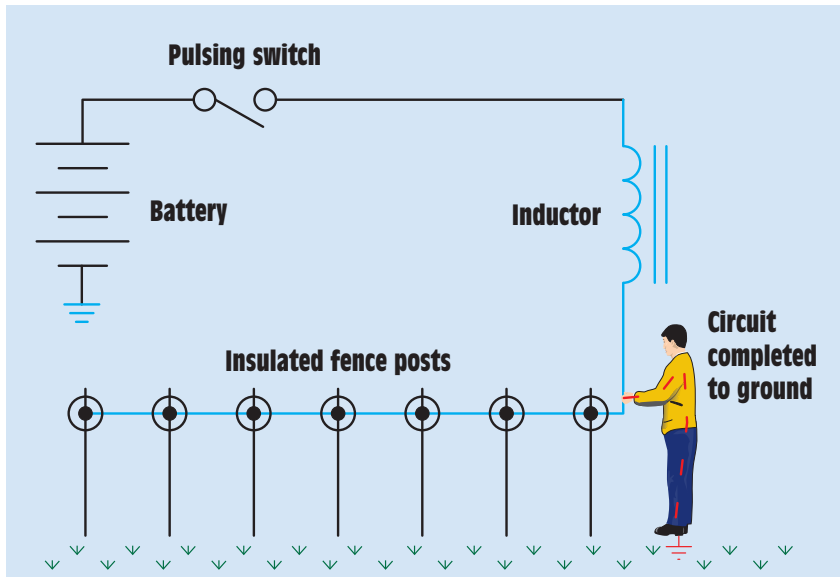 Pulsing switch
Battery
Inductor
Circuit
completed
to ground
Insulated fence posts